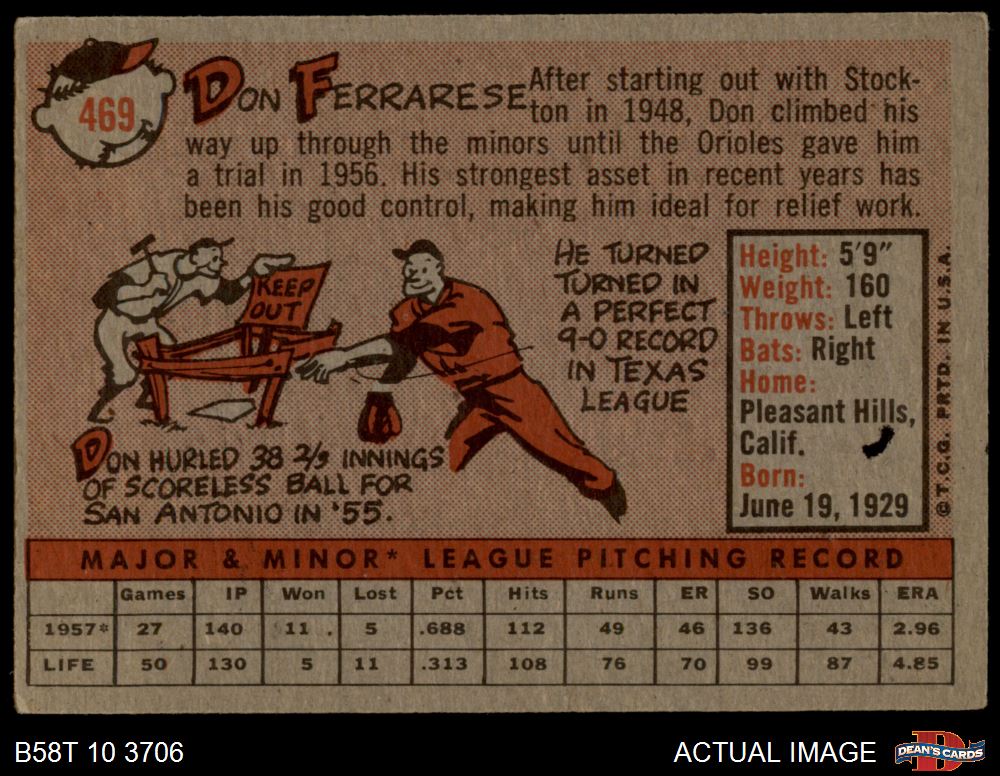 469
DON FERRARESE
After starting out with Stock-
ton in 1948, Don climbed his
way up through the minors until the Orioles gave him
a trial in 1956. His strongest asset in recent years has
been his good control, making him ideal for relief work.
KEEP
OUT
HE TURNED
TURNED IN
A PERFECT
9-0 RECORD
IN TEXAS
LEAGUE
DON HURLED 38 2/3 INNINGS
OF SCORELESS BALL FOR
SAN ANTONIO IN '55.
Height: 5'9"
Weight: 160
Throws: Left
Bats: Right
Home:
Pleasant Hills,
Calif.
Born:
June 19, 1929
© T.C.G. PRTD. IN U.S.A.
MAJOR & MINOR* LEAGUE PITCHING RECORD
Games IP Won Lost Pct Hits Runs ER SO Walks ERA
1957* 27 140 11 5 .688 112 49 46 136 43 2.96
LIFE 50 130 5 11 .313 108 76 70 99 87 4.85
B58T 10 3706
ACTUAL IMAGE
D
DEAN'S CARDS